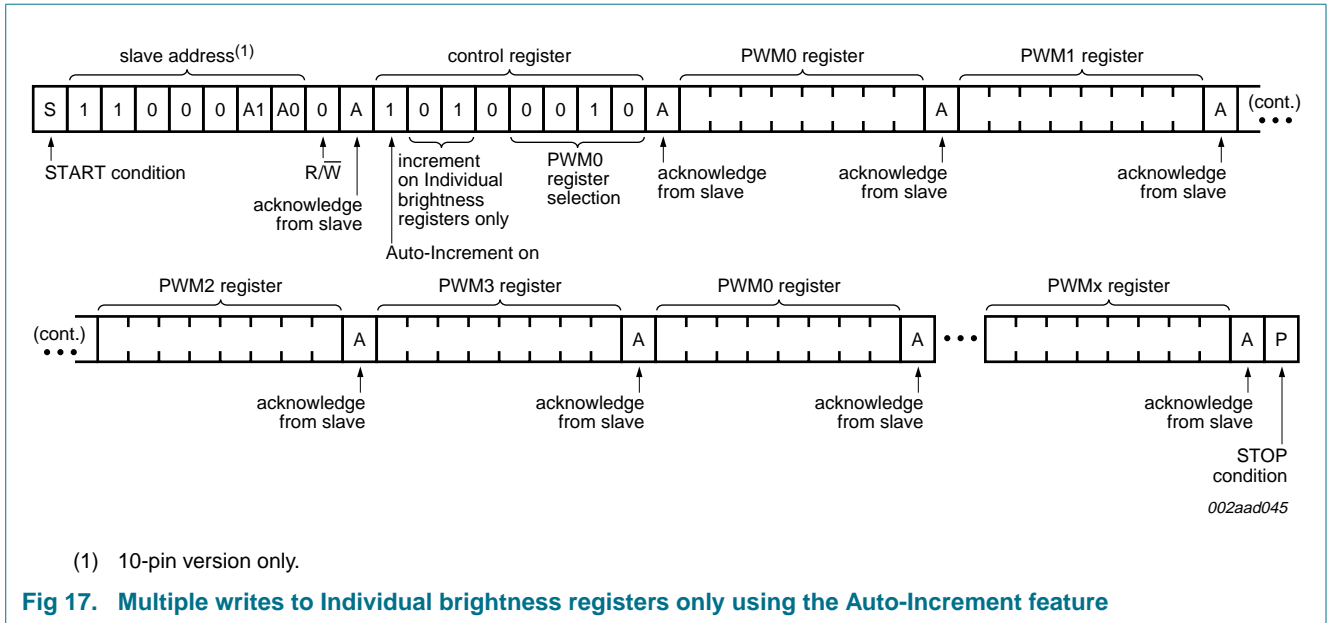 slave address(1)
control register
PWM0 register
PWM1 register
S 1 1 0 0 0 A1 A0 0 A 1 0 1 0 0 0 1 0 A A A (cont.)
START condition
R/W
acknowledge
from slave
Auto-Increment on
increment
on Individual
brightness
registers only
PWM0
register
selection
acknowledge
from slave
acknowledge
from slave
acknowledge
from slave
PWM2 register
PWM3 register
PWM0 register
PWMx register
(cont.) A A A A P
acknowledge
from slave
acknowledge
from slave
acknowledge
from slave
acknowledge
from slave
STOP
condition
002aad045
(1) 10-pin version only.
Fig 17. Multiple writes to Individual brightness registers only using the Auto-Increment feature